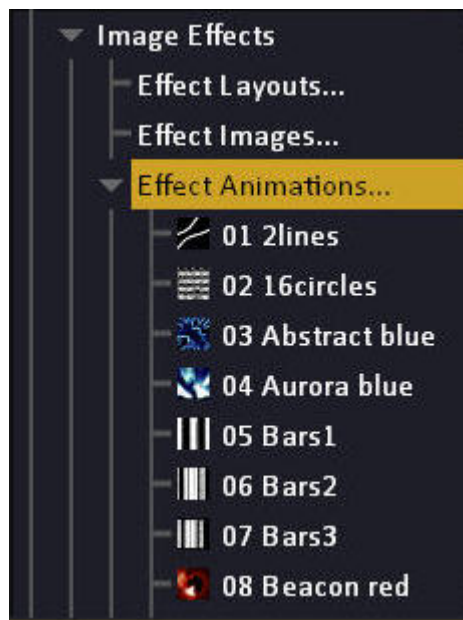 Image Effects
Effect Layouts...
Effect Images...
Effect Animations...
01 2lines
02 16circles
03 Abstract blue
04 Aurora blue
05 Bars1
06 Bars2
07 Bars3
08 Beacon red